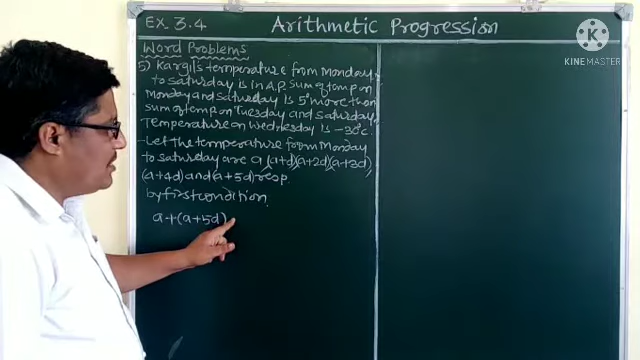 EX. 3.4
Arithmetic Progression
Word Problems
5) Kargil's temperature from Monday
to saturday is in A.P. sum of temp on
Monday and saturday is 5° more than
sum of temp on Tuesday and saturday.
Temperature on Wednesday is -30°c.
Let the temperature from Monday
to saturday are a, (a+d), (a+2d), (a+3d),
(a+4d) and (a+5d) resp.
by first condition
a+(a+5d)
K
KINEMASTER